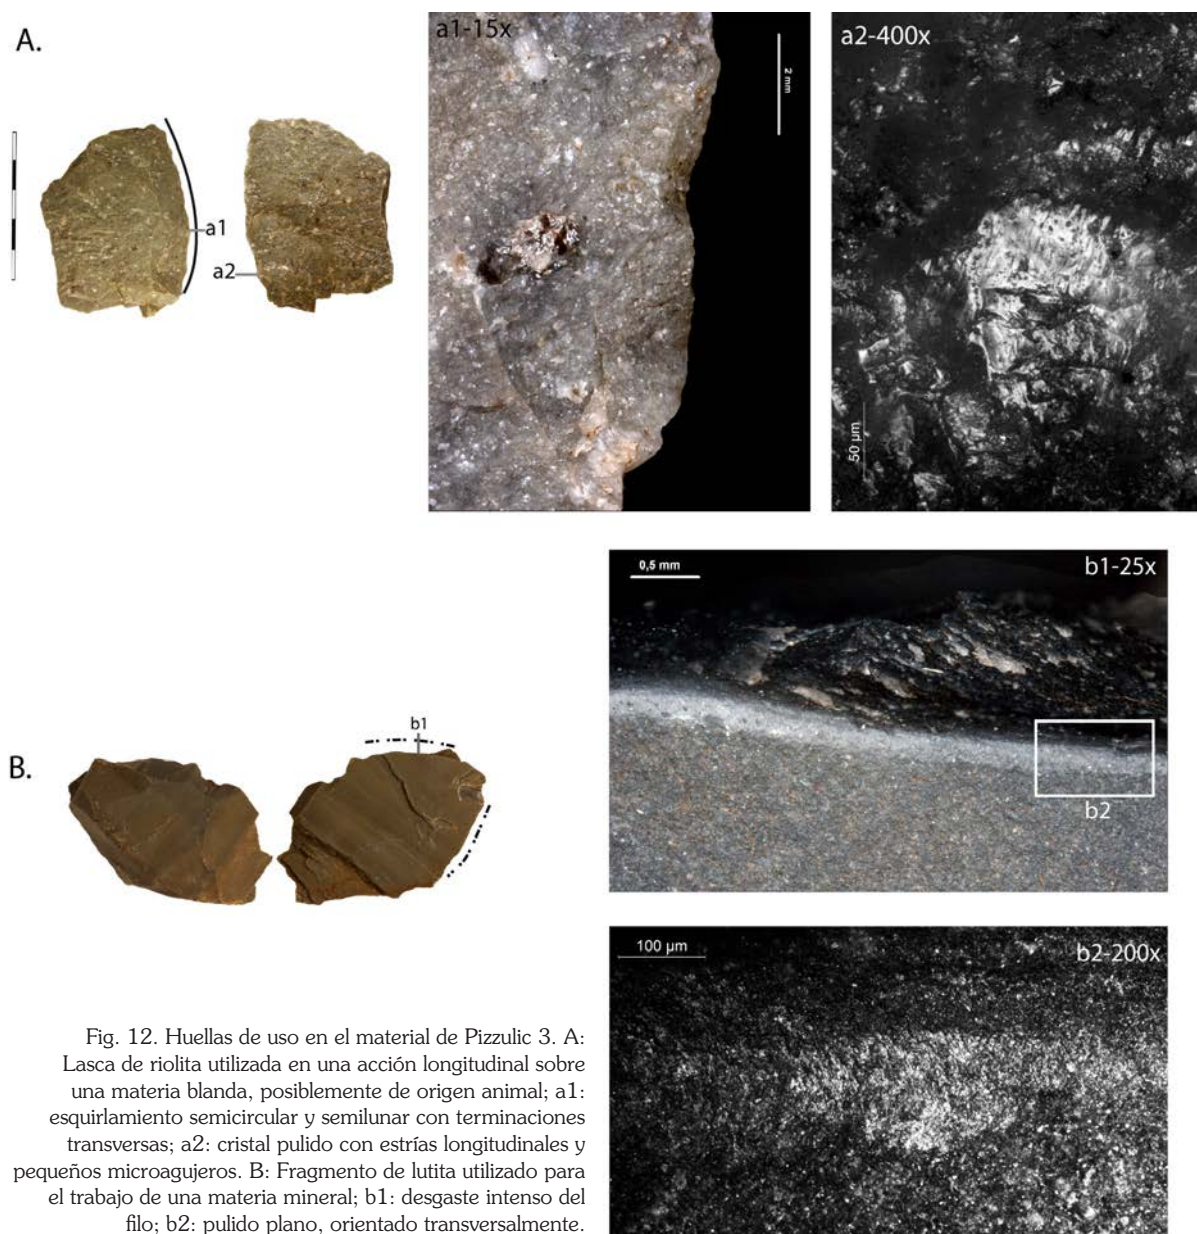 A.
a1-15x
2 mm
a2-400x
a1
a2
50 µm
0,5 mm
b1-25x
b1
B.
b2
100 µm
b2-200x
Fig. 12. Huellas de uso en el material de Pizzulic 3. A:
Lasca de riolita utilizada en una acción longitudinal sobre
una materia blanda, posiblemente de origen animal; a1:
esquirlamiento semicircular y semilunar con terminaciones
transversas; a2: cristal pulido con estrías longitudinales y
pequeños microagujeros. B: Fragmento de lutita utilizado para
el trabajo de una materia mineral; b1: desgaste intenso del
filo; b2: pulido plano, orientado transversalmente.